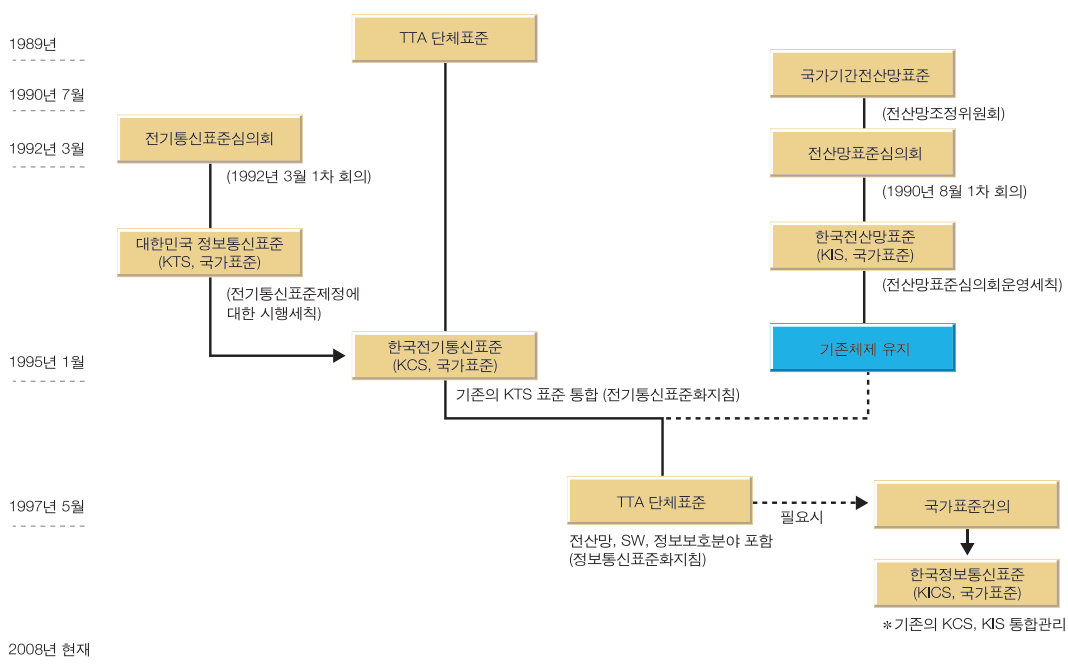 1989년
TTA 단체표준
국가기간전산망표준
1990년 7월
(전산망조정위원회)
전기통신표준심의회
1992년 3월
전산망표준심의회
(1992년 3월 1차 회의)
(1990년 8월 1차 회의)
대한민국 정보통신표준
(KTS, 국가표준)
한국전산망표준
(KIS, 국가표준)
(전기통신표준제정에
대한 시행세칙)
(전산망표준심의회운영세칙)
한국전기통신표준
(KCS, 국가표준)
기존체제 유지
1995년 1월
기존의 KTS 표준 통합 (전기통신표준화지침)
1997년 5월
TTA 단체표준
필요시
국가표준건의
전산망, SW, 정보보호분야 포함
(정보통신표준화지침)
한국정보통신표준
(KICS, 국가표준)
*기존의 KCS, KIS 통합관리
2008년 현재